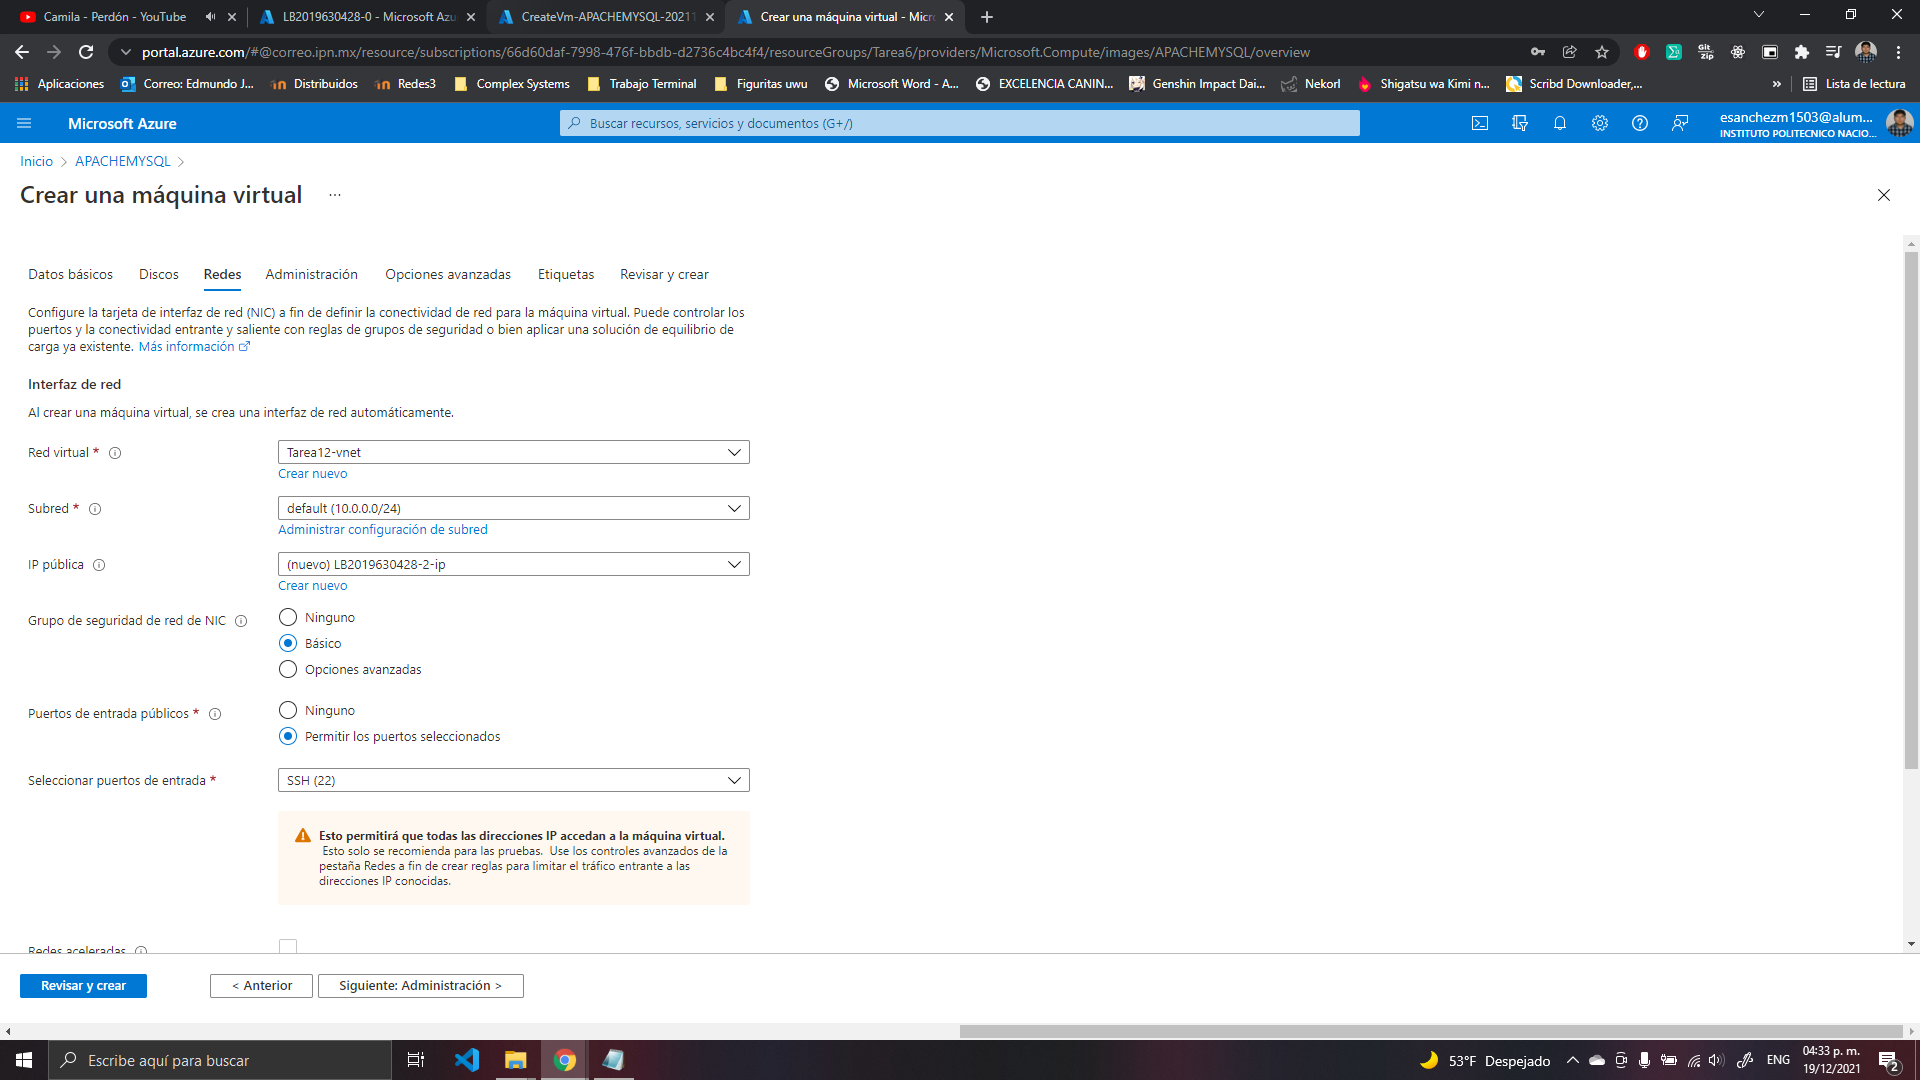 Camila - Perdón - YouTube
LB2019630428-0 - Microsoft Azu
CreateVm-APACHEMYSQL-20211
Crear una máquina virtual - Micro
portal.azure.com/#@correo.ipn.mx/resource/subscriptions/66d60daf-7998-476f-bbdb-d2736c4bc4f4/resourceGroups/Tarea6/providers/Microsoft.Compute/images/APACHEMYSQL/overview
Git
zip
Aplicaciones
Correo: Edmundo J...
Distribuidos
Redes3
Complex Systems
Trabajo Terminal
Figuritas uwu
Microsoft Word - A...
EXCELENCIA CANIN...
Genshin Impact Dai...
Nekorl
Shigatsu wa Kimi n...
Scribd Downloader,...
»
Lista de lectura
Microsoft Azure
Buscar recursos, servicios y documentos (G+/)
esanchezm1503@alum...
INSTITUTO POLITECNICO NACIO...
Inicio > APACHEMYSQL >
Crear una máquina virtual ...
Datos básicos
Discos
Redes
Administración
Opciones avanzadas
Etiquetas
Revisar y crear
Configure la tarjeta de interfaz de red (NIC) a fin de definir la conectividad de red para la máquina virtual. Puede controlar los
puertos y la conectividad entrante y saliente con reglas de grupos de seguridad o bien aplicar una solución de equilibrio de
carga ya existente. Más información
Interfaz de red
Al crear una máquina virtual, se crea una interfaz de red automáticamente.
Red virtual *
Tarea12-vnet
Crear nuevo
Subred *
default (10.0.0.0/24)
Administrar configuración de subred
IP pública
(nuevo) LB2019630428-2-ip
Crear nuevo
Grupo de seguridad de red de NIC
Ninguno
Básico
Opciones avanzadas
Puertos de entrada públicos *
Ninguno
Permitir los puertos seleccionados
Seleccionar puertos de entrada *
SSH (22)
Esto permitirá que todas las direcciones IP accedan a la máquina virtual.
Esto solo se recomienda para las pruebas. Use los controles avanzados de la
pestaña Redes a fin de crear reglas para limitar el tráfico entrante a las
direcciones IP conocidas.
Redes aceleradas
Revisar y crear
< Anterior
Siguiente: Administración >
Escribe aquí para buscar
53°F Despejado
ENG
04:33 p. m.
19/12/2021
2